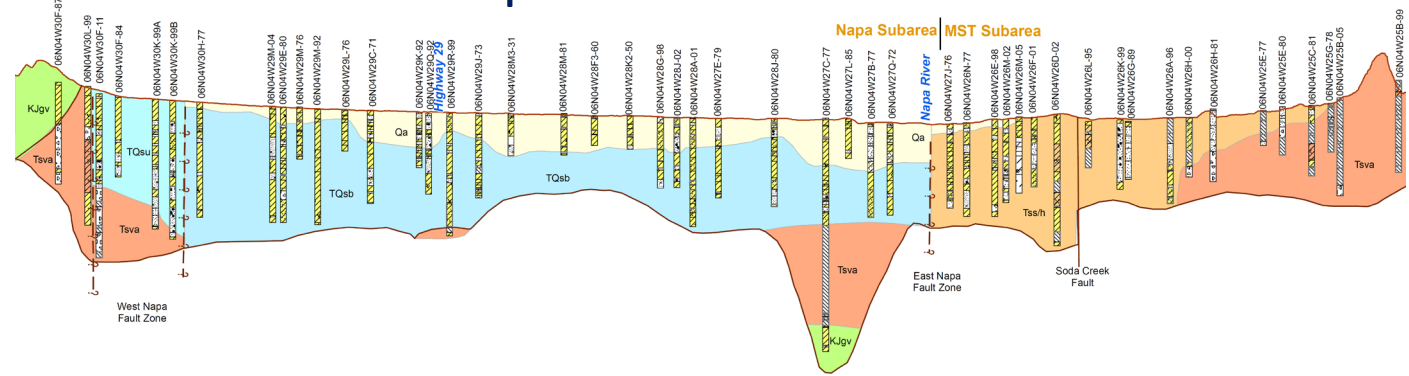 Napa Subarea
MST Subarea
06N04W30F-87
06N04W30L-99
06N04W30F-11
06N04W30F-84
06N04W30K-99A
06N04W30K-99B
06N04W30H-77
06N04W29M-04
06N04W29E-80
06N04W29M-76
06N04W29M-92
06N04W29L-76
06N04W29C-71
06N04W29K-92
06N04W29Q-92
Highway 29
06N04W29R-99
06N04W29J-73
06N04W28M3-31
06N04W28M-81
06N04W28F3-60
06N04W28K2-50
06N04W28G-98
06N04W28J-02
06N04W28A-01
06N04W27E-79
06N04W28J-80
06N04W27C-77
06N04W27L-85
06N04W27B-77
06N04W27Q-72
Napa River
06N04W27J-76
06N04W26N-77
06N04W26E-98
06N04W26M-02
06N04W26M-05
06N04W26F-01
06N04W26D-02
06N04W26L-95
06N04W26K-99
06N04W26G-89
06N04W26A-96
06N04W26H-00
06N04W26H-81
06N04W25E-77
06N04W25E-80
06N04W25C-81
06N04W25G-78
06N04W25B-05
06N04W25B-99
KJgv
Tsva
TQsu
Tsva
TQsb
Qa
TQsb
Qa
Tss/h
Tsva
Tsva
KJgv
West Napa
Fault Zone
East Napa
Fault Zone
Soda Creek
Fault